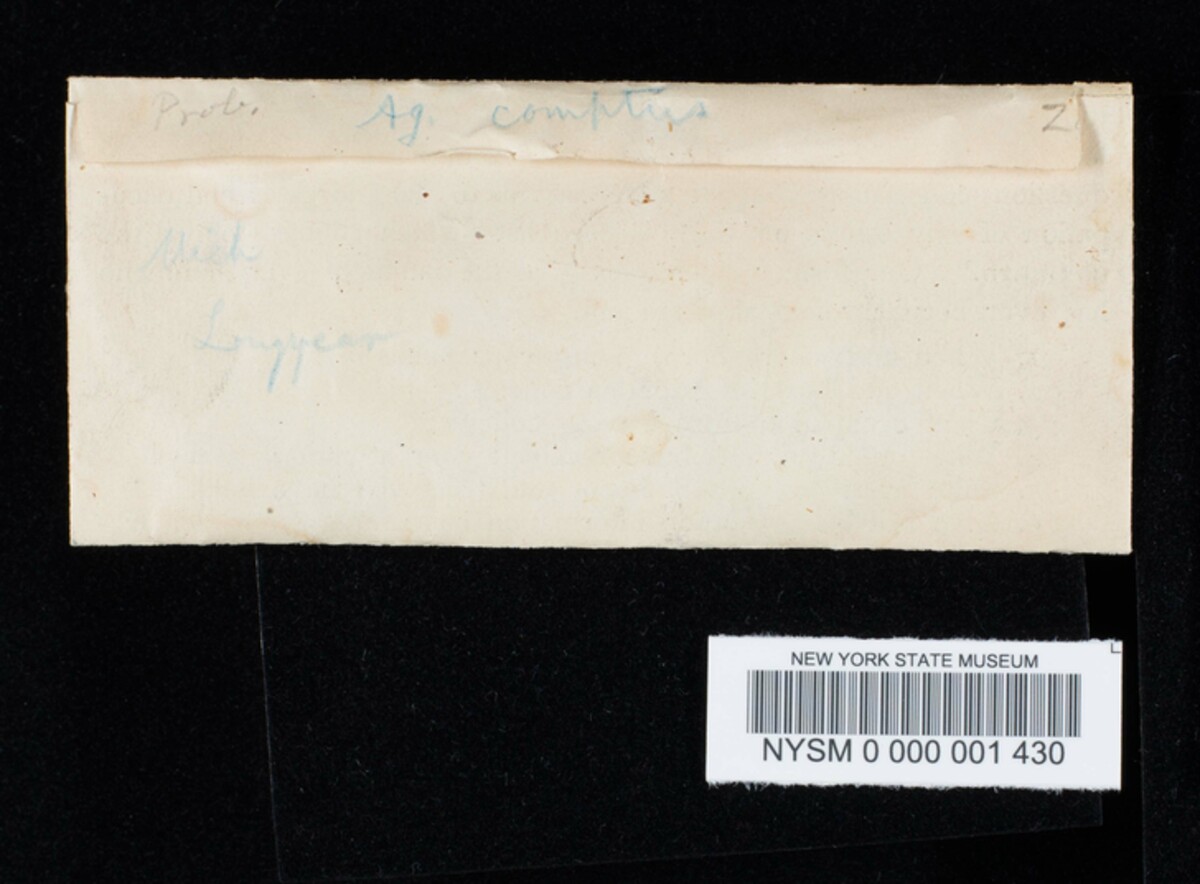 Prob. Ag. comptus Z
Mich
Longyear
NEW YORK STATE MUSEUM
NYSM 0 000 001 430